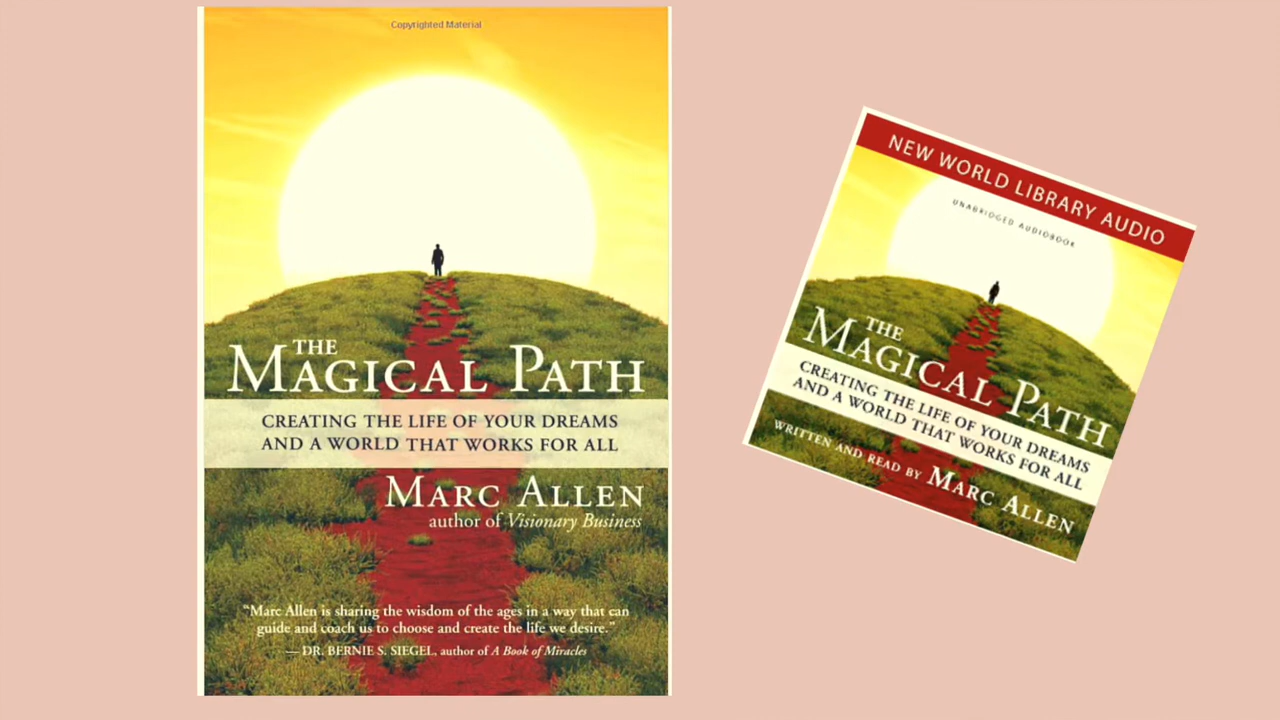 Copyrighted Material
THE
MAGICAL PATH
CREATING THE LIFE OF YOUR DREAMS
AND A WORLD THAT WORKS FOR ALL
MARC ALLEN
author of Visionary Business
“Marc Allen is sharing the wisdom of the ages in a way that can
guide and coach us to choose and create the life we desire.”
— DR. BERNIE S. SIEGEL, author of A Book of Miracles
NEW WORLD LIBRARY AUDIO
UNABRIDGED AUDIOBOOK
THE
MAGICAL PATH
CREATING THE LIFE OF YOUR DREAMS
AND A WORLD THAT WORKS FOR ALL
WRITTEN AND READ BY MARC ALLEN